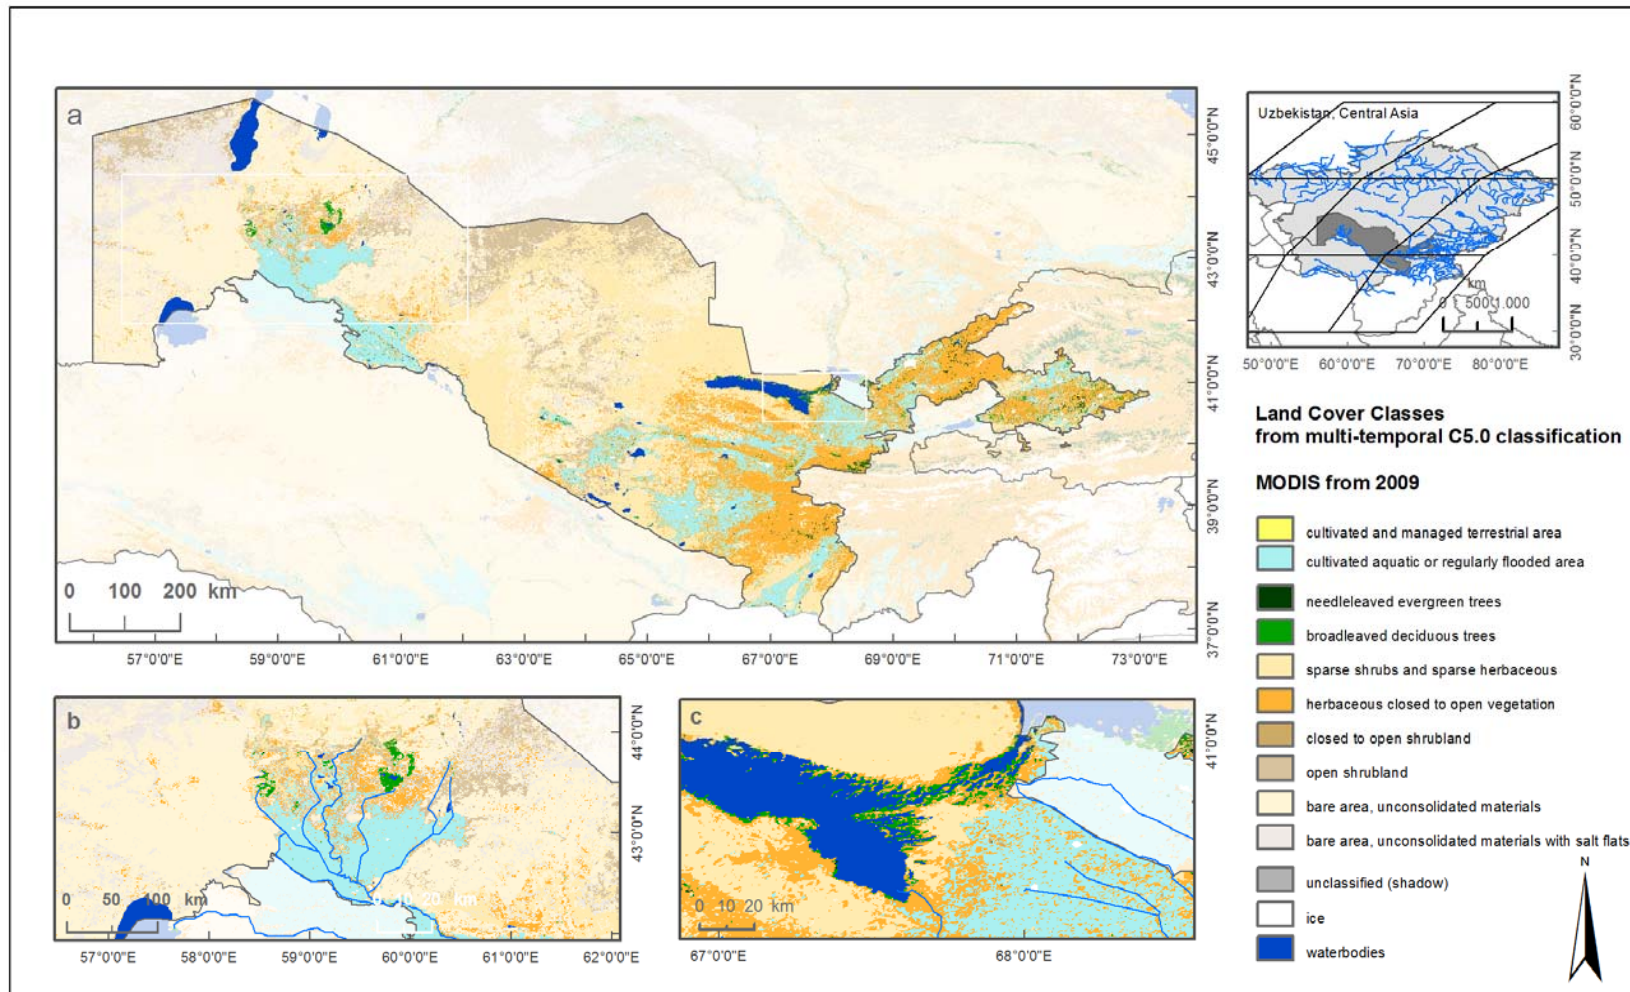 a
45°0'0"N
43°0'0"N
41°0'0"N
39°0'0"N
37°0'0"N
0 100 200 km
57°0'0"E 59°0'0"E 61°0'0"E 63°0'0"E 65°0'0"E 67°0'0"E 69°0'0"E 71°0'0"E 73°0'0"E
Uzbekistan, Central Asia
60°0'0"N
50°0'0"N
40°0'0"N
30°0'0"N
km
0 500 1.000
50°0'0"E 60°0'0"E 70°0'0"E 80°0'0"E
b
44°0'0"N
43°0'0"N
0 50 100 km
0 10 20 km
57°0'0"E 58°0'0"E 59°0'0"E 60°0'0"E 61°0'0"E 62°0'0"E
c
41°0'0"N
0 10 20 km
67°0'0"E 68°0'0"E
Land Cover Classes
from multi-temporal C5.0 classification
MODIS from 2009
cultivated and managed terrestrial area
cultivated aquatic or regularly flooded area
needleleaved evergreen trees
broadleaved deciduous trees
sparse shrubs and sparse herbaceous
herbaceous closed to open vegetation
closed to open shrubland
open shrubland
bare area, unconsolidated materials
bare area, unconsolidated materials with salt flats
unclassified (shadow)
ice
waterbodies
N